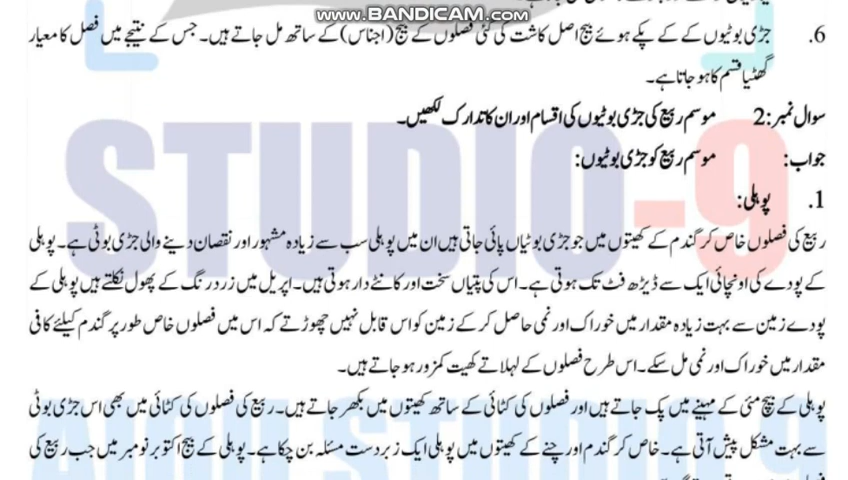 www.BANDICAM.com
6. جڑی بوٹیوں کے کے پکے ہوئے بیج اصل کاشت کی گئی فصلوں کے بیج (اجناس) کے ساتھ مل جاتے ہیں۔ جس کے نتیجے میں فصل کا معیار
گھٹیا قسم کا ہو جاتا ہے۔
سوال نمبر:2 موسم ربیع کی جڑی بوٹیوں کی اقسام اور ان کا تدارک لکھیں۔
جواب: موسم ربیع کو جڑی بوٹیوں:
1. پوہلی:
ربیع کی فصلوں خاص کر گندم کے کھیتوں میں جو جڑی بوٹیاں پائی جاتی ہیں ان میں پوہلی سب سے زیادہ مشہور اور نقصان دینے والی جڑی بوٹی ہے۔ پوہلی
کے پودے کی اونچائی ایک سے ڈیڑھ فٹ تک ہوتی ہے۔ اس کی پتیاں سخت اور کانٹے دار ہوتی ہیں۔ اپریل میں زرد رنگ کے پھول نکلتے ہیں پوہلی کے
پودے زمین سے بہت زیادہ مقدار میں خوراک اور نمی حاصل کر کے زمین کو اس قابل نہیں چھوڑتے کہ اس میں فصلوں خاص طور پر گندم کیلئے کافی
مقدار میں خوراک اور نمی مل سکے۔ اس طرح فصلوں کے لہلاتے کھیت کمزور ہو جاتے ہیں۔
پوہلی کے بیج مئی کے مہینے میں پک جاتے ہیں اور فصلوں کی کٹائی کے ساتھ کھیتوں میں بکھر جاتے ہیں۔ ربیع کی فصلوں کی کٹائی میں بھی اس جڑی بوٹی
سے بہت مشکل پیش آتی ہے۔ خاص کر گندم اور چنے کے کھیتوں میں پوہلی ایک زبردست مسئلہ بن چکا ہے۔ پوہلی کے بیج اکتوبر نومبر میں جب ربیع کی
STUDIO-9